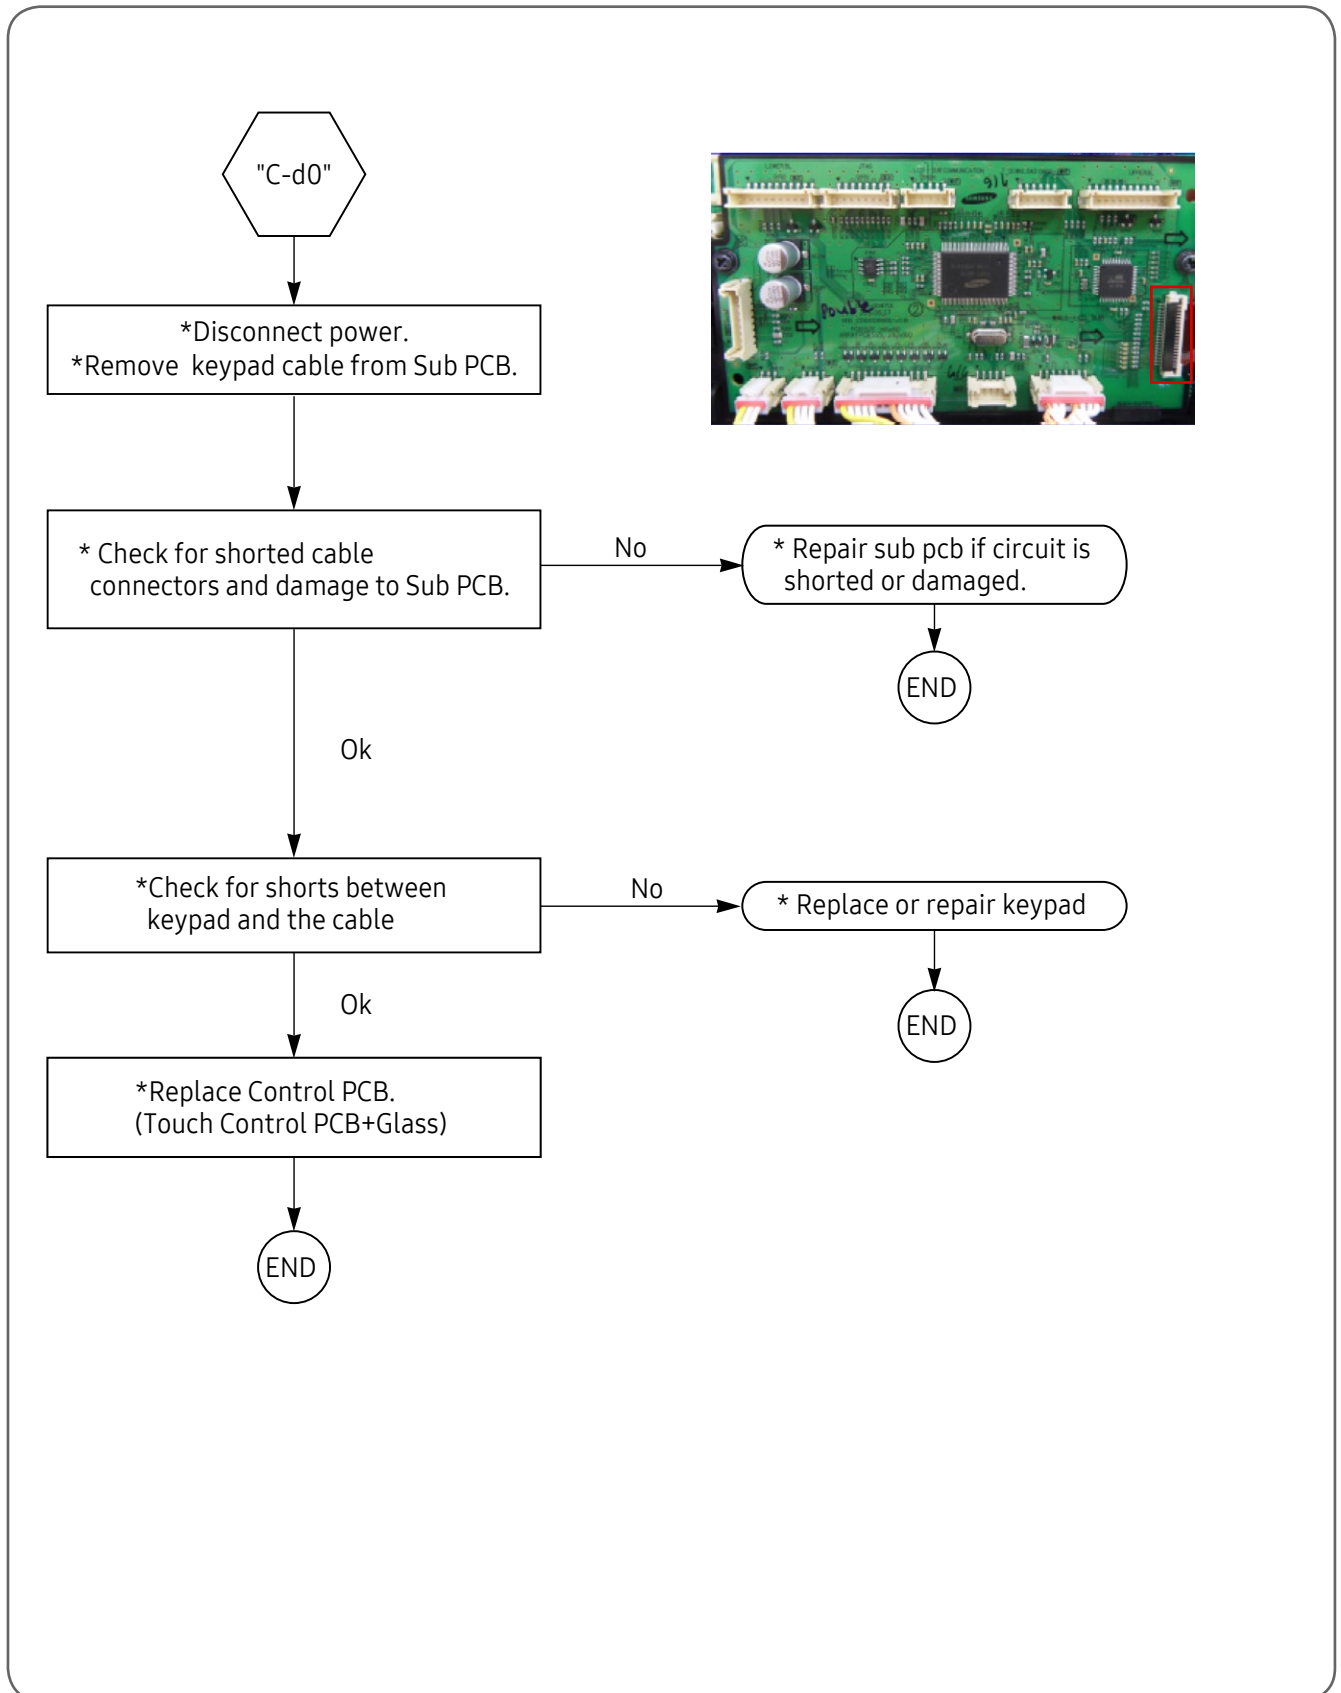 "C-d0"
*Disconnect power.
*Remove keypad cable from Sub PCB.
* Check for shorted cable
connectors and damage to Sub PCB.
No
* Repair sub pcb if circuit is
shorted or damaged.
END
Ok
*Check for shorts between
keypad and the cable
No
* Replace or repair keypad
END
Ok
*Replace Control PCB.
(Touch Control PCB+Glass)
END
SAMSUNG